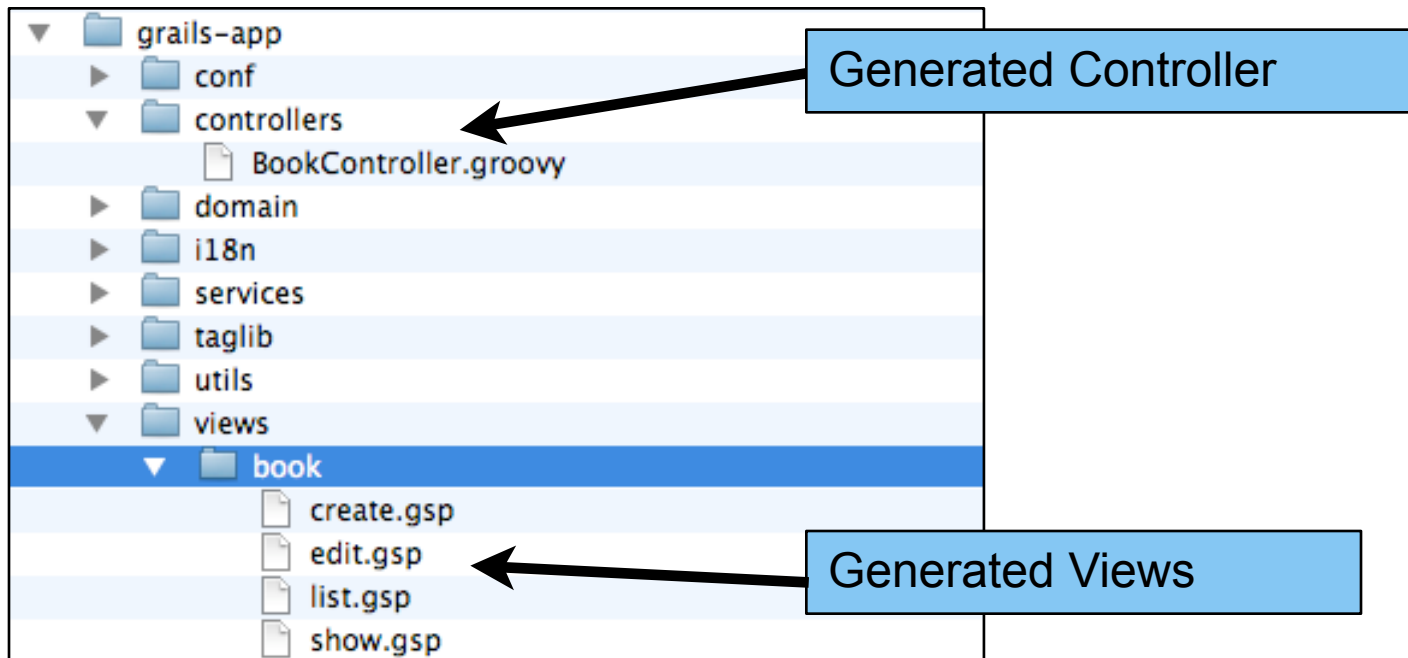 grails-app
conf
Generated Controller
controllers
BookController.groovy
domain
i18n
services
taglib
utils
views
book
create.gsp
edit.gsp
Generated Views
list.gsp
show.gsp